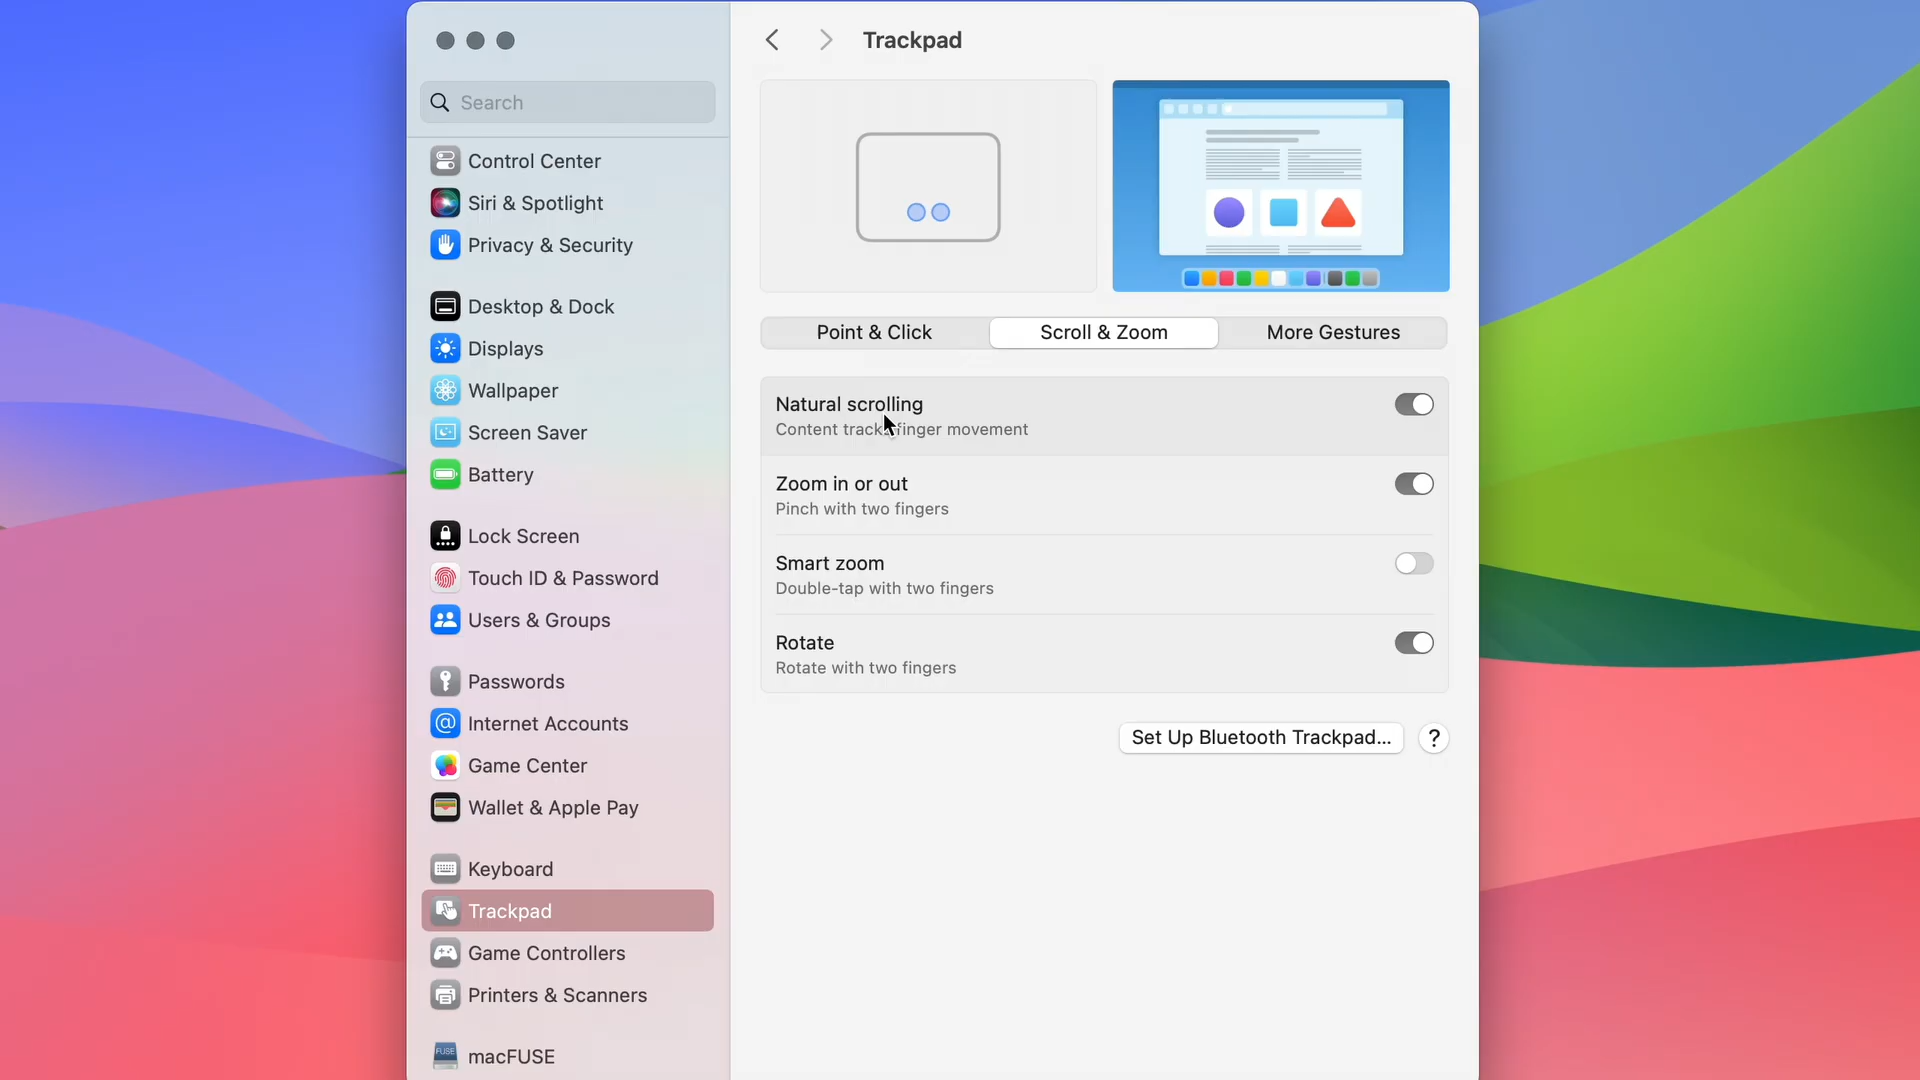 Search
Control Center
Siri & Spotlight
Privacy & Security
Desktop & Dock
Displays
Wallpaper
Screen Saver
Battery
Lock Screen
Touch ID & Password
Users & Groups
Passwords
Internet Accounts
Game Center
Wallet & Apple Pay
Keyboard
Trackpad
Game Controllers
Printers & Scanners
FUSE
macFUSE
Trackpad
Point & Click
Scroll & Zoom
More Gestures
Natural scrolling
Content tracks finger movement
Zoom in or out
Pinch with two fingers
Smart zoom
Double-tap with two fingers
Rotate
Rotate with two fingers
Set Up Bluetooth Trackpad...
?